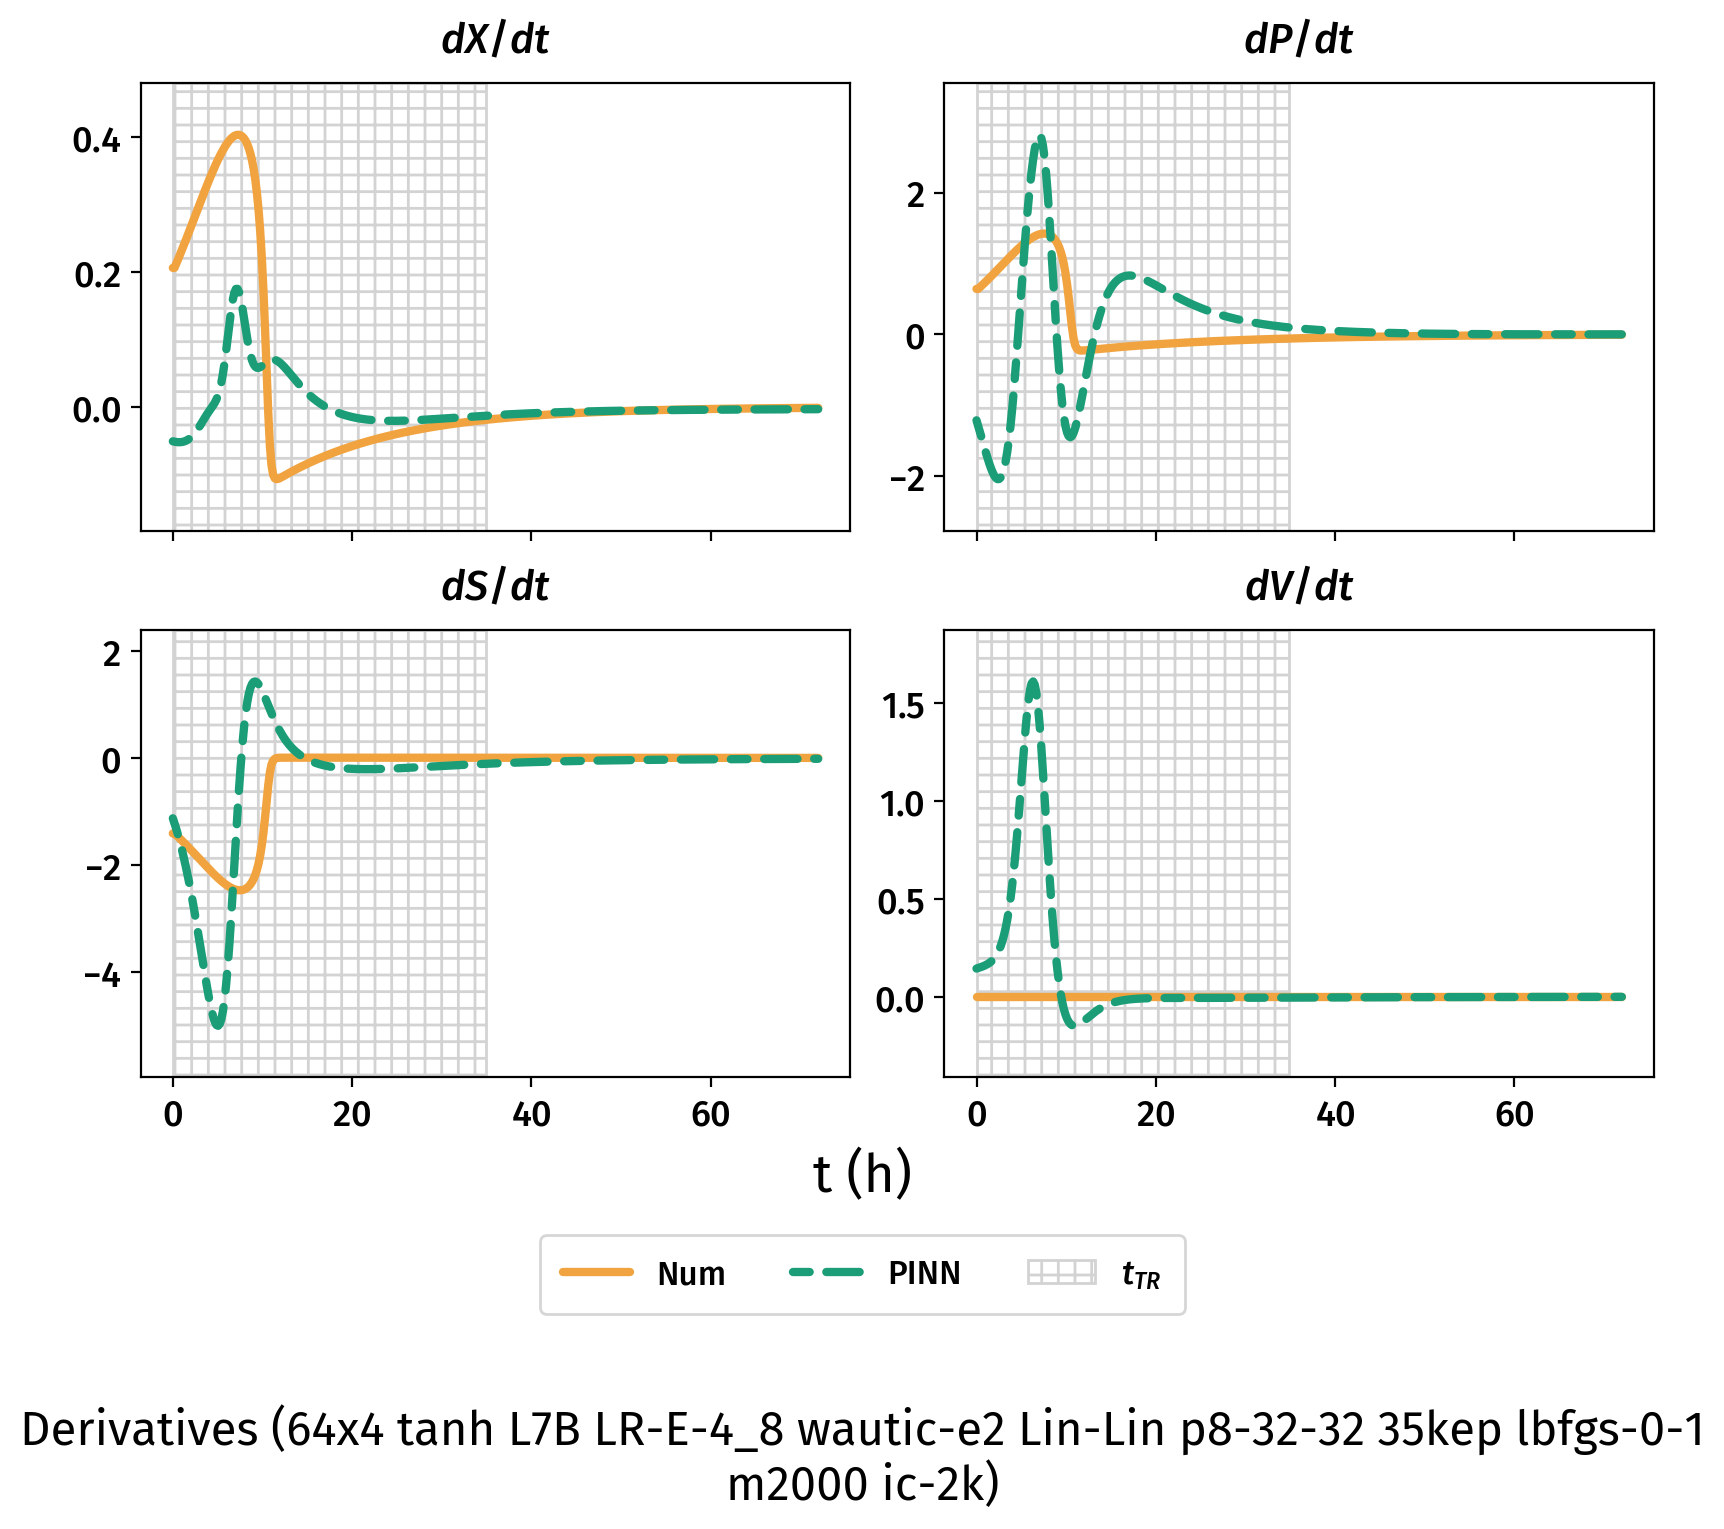 dX/dt
dP/dt
0.4
0.2
0.0
2
0
−2
dS/dt
dV/dt
2
0
−2
−4
1.5
1.0
0.5
0.0
0 20 40 60
0 20 40 60
t (h)
Num PINN tTR
Derivatives (64x4 tanh L7B LR-E-4_8 wautic-e2 Lin-Lin p8-32-32 35kep lbfgs-0-1
m2000 ic-2k)